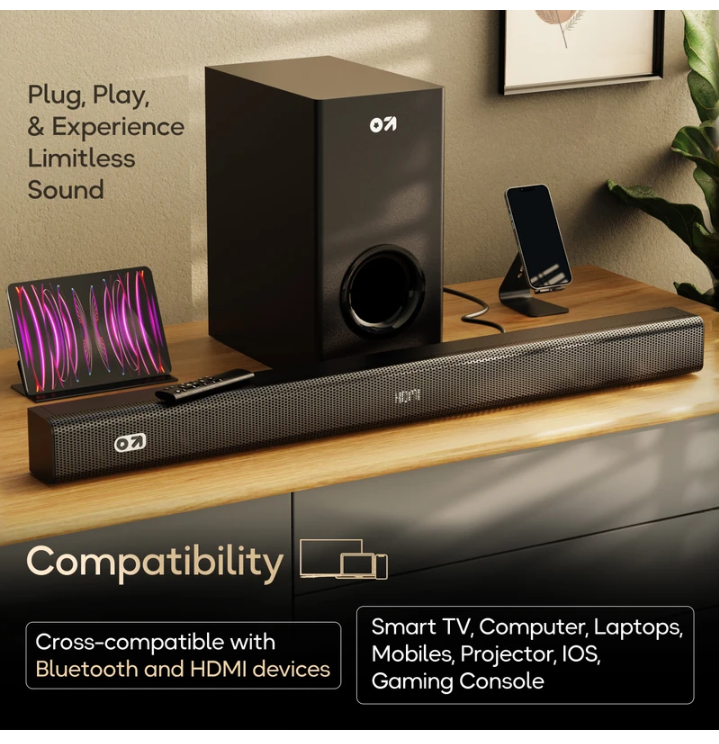 Plug, Play,
& Experience
Limitless
Sound
HDMI
Compatibility
Cross-compatible with
Bluetooth and HDMI devices
Smart TV, Computer, Laptops,
Mobiles, Projector, IOS,
Gaming Console